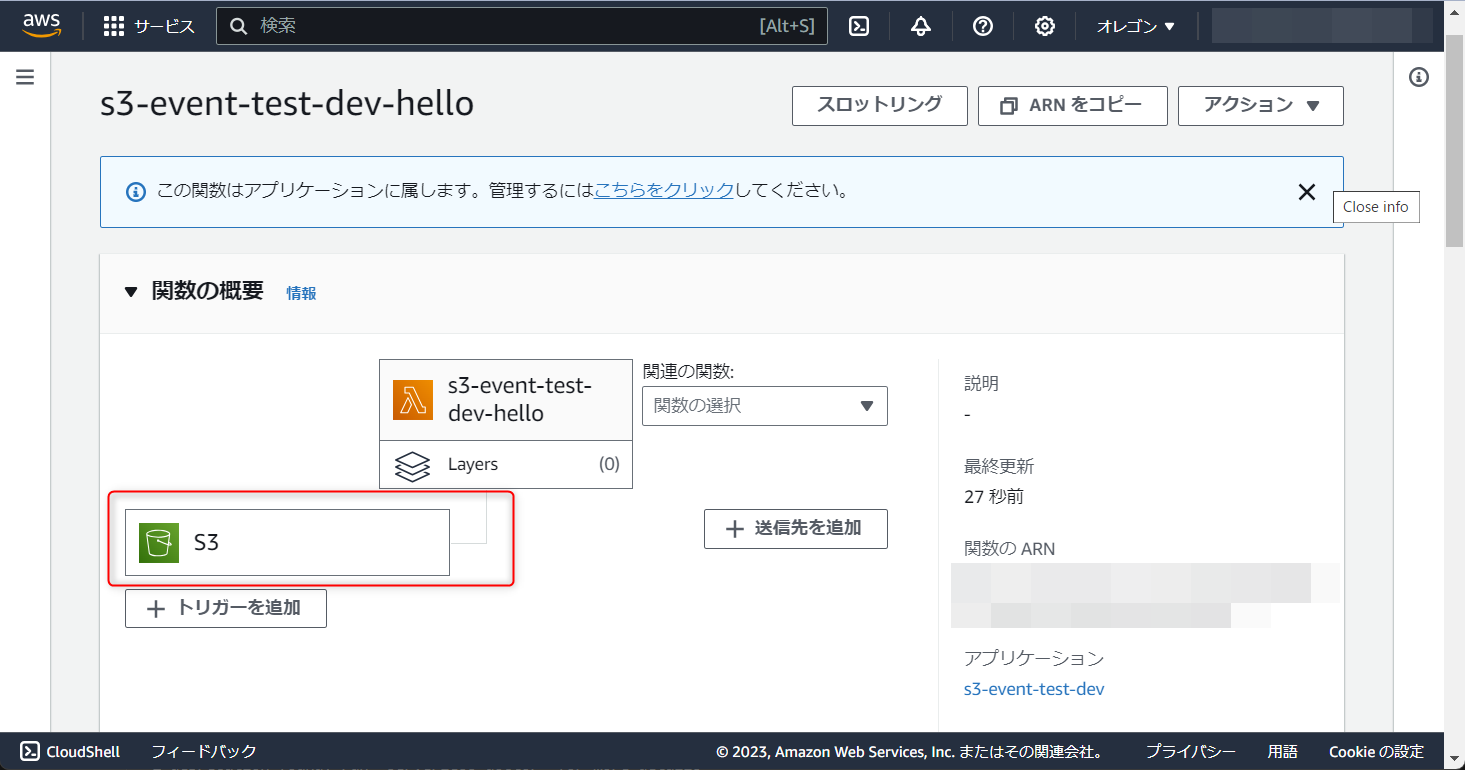 aws
サービス
検索
[Alt+S]
オレゴン ▼
s3-event-test-dev-hello
スロットリング
ARN をコピー
アクション ▼
この関数はアプリケーションに属します。管理するにはこちらをクリックしてください。
Close info
▼ 関数の概要 情報
s3-event-test-
dev-hello
Layers (0)
関連の関数:
関数の選択 ▼
S3
+ トリガーを追加
+ 送信先を追加
説明
-
最終更新
27 秒前
関数の ARN
アプリケーション
s3-event-test-dev
CloudShell フィードバック © 2023, Amazon Web Services, Inc. またはその関連会社。 プライバシー 用語 Cookie の設定